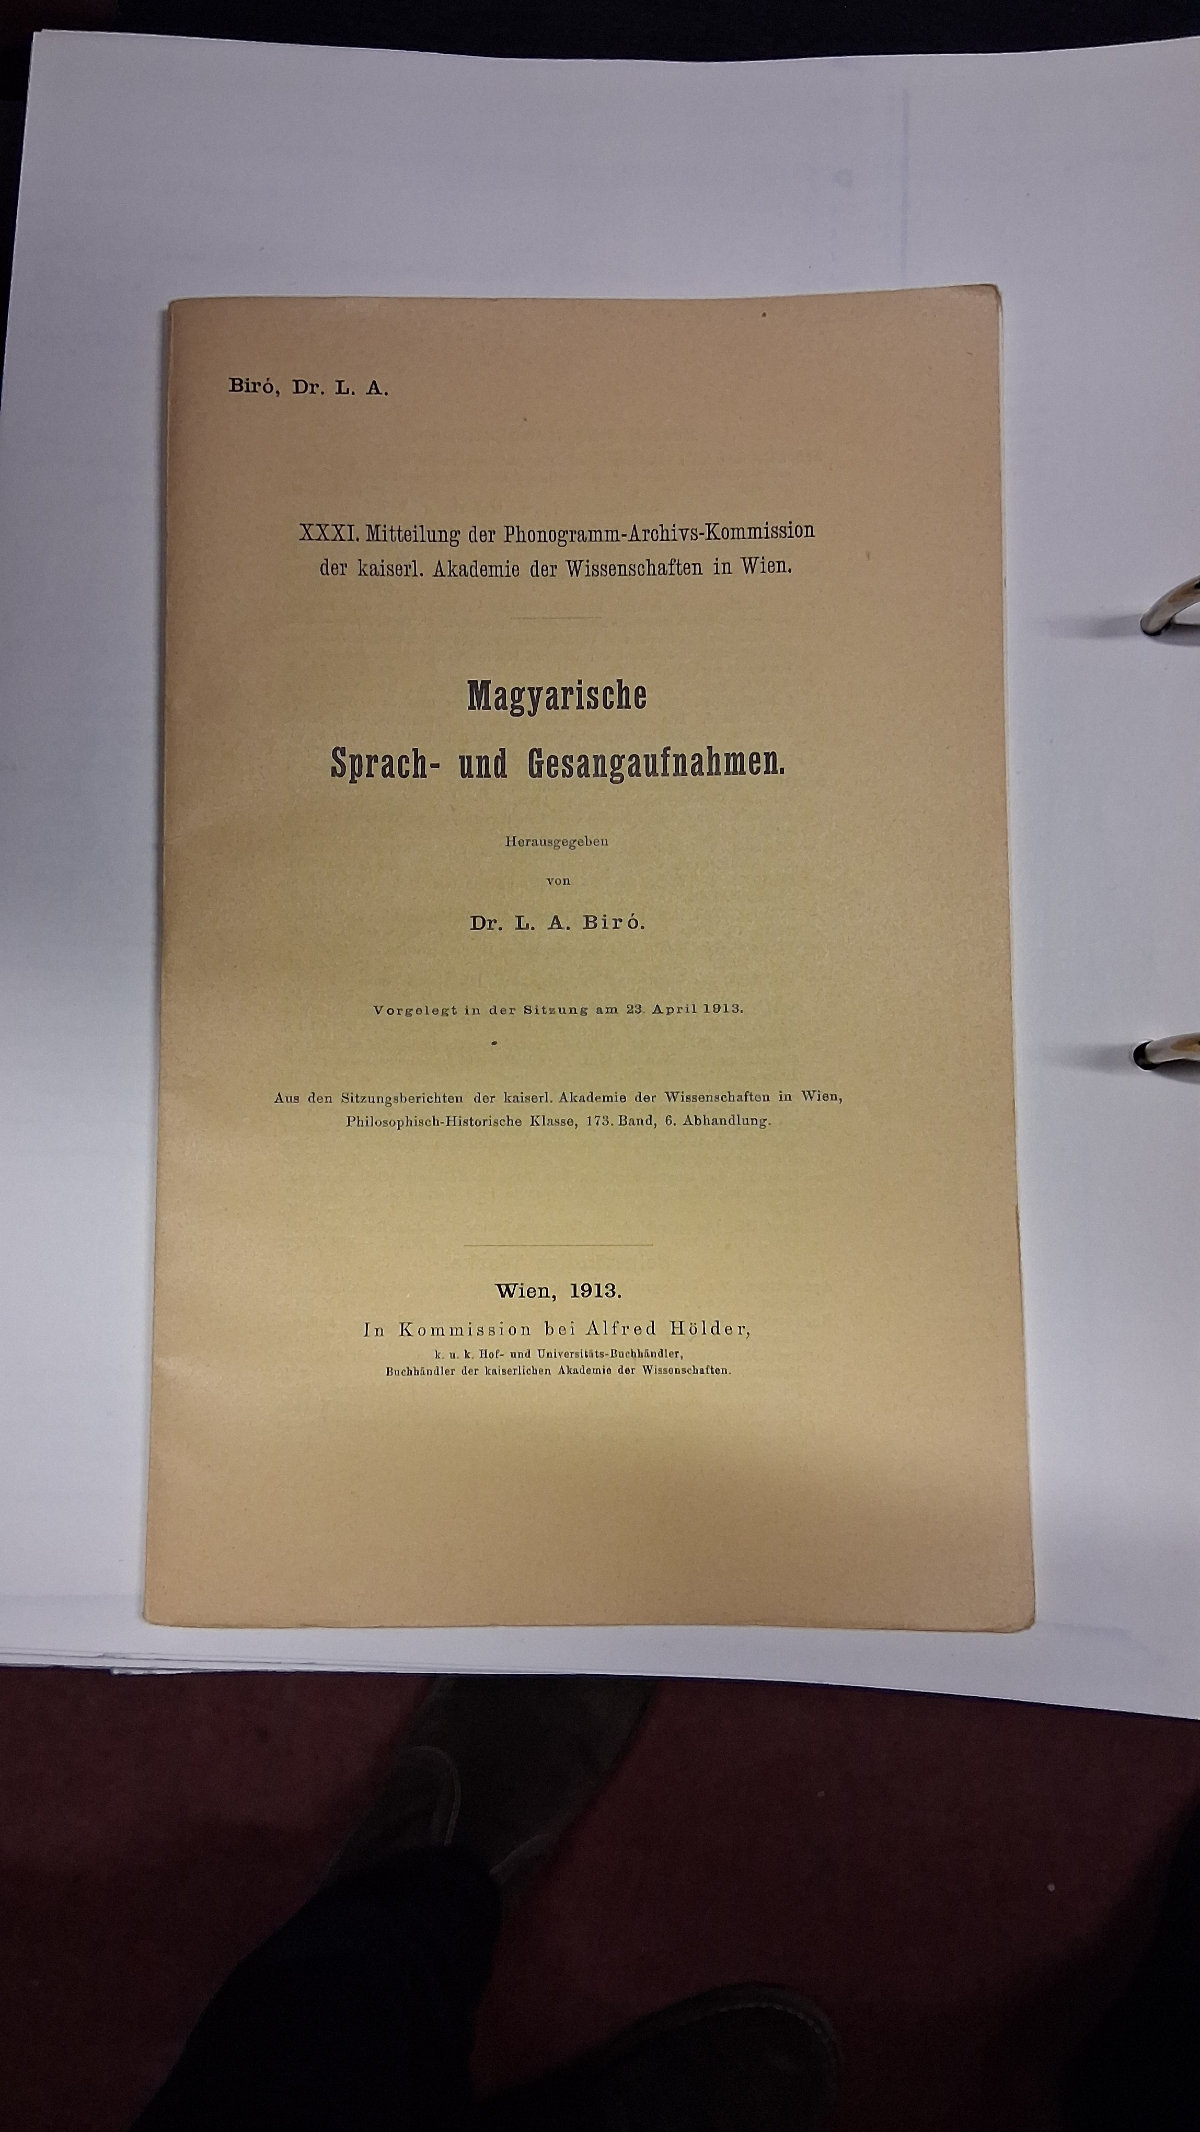 Biró, Dr. L. A.
XXXI. Mitteilung der Phonogramm-Archivs-Kommission
der kaiserl. Akademie der Wissenschaften in Wien.
Magyarische
Sprach- und Gesangaufnahmen.
Herausgegeben
von
Dr. L. A. Biró.
Vorgelegt in der Sitzung am 23. April 1913.
Aus den Sitzungsberichten der kaiserl. Akademie der Wissenschaften in Wien,
Philosophisch-Historische Klasse, 173. Band, 6. Abhandlung.
Wien, 1913.
In Kommission bei Alfred Hölder,
k. u. k. Hof- und Universitäts-Buchhändler,
Buchhändler der kaiserlichen Akademie der Wissenschaften.